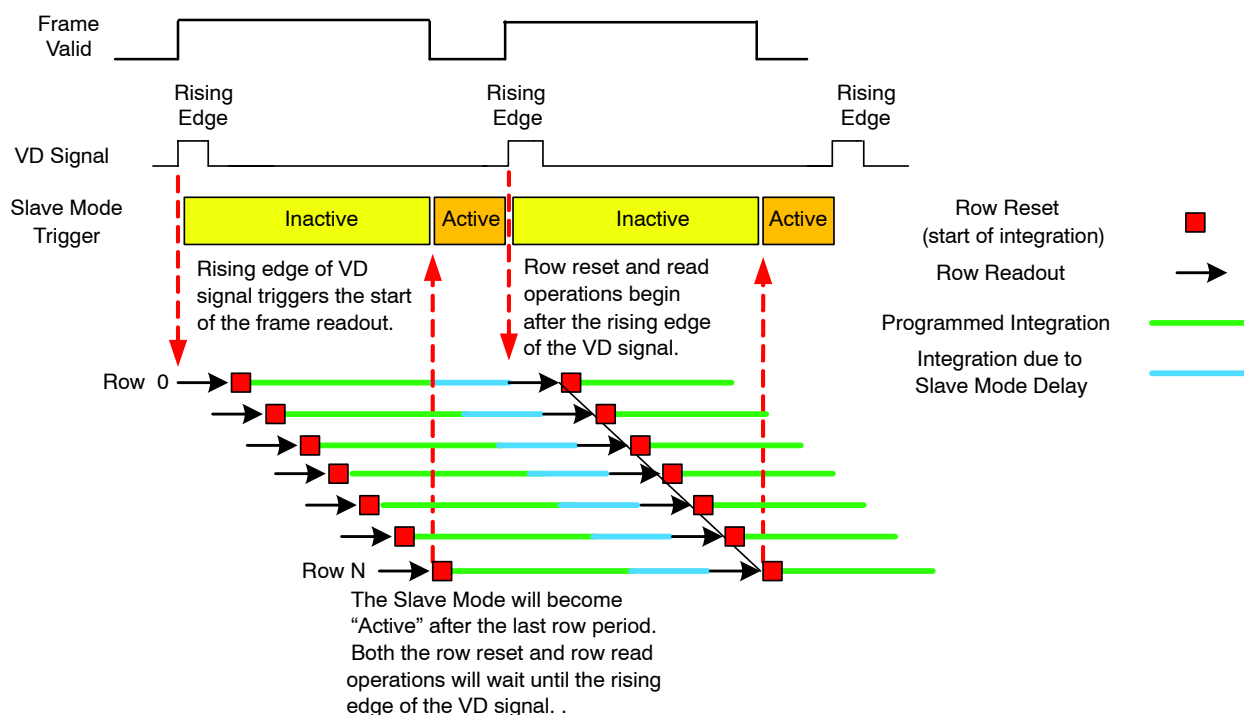 Frame
Valid
Rising
Edge
Rising
Edge
Rising
Edge
VD Signal
Slave Mode
Trigger
Inactive
Active
Inactive
Active
Rising edge of VD
signal triggers the start
of the frame readout.
Row reset and read
operations begin
after the rising edge
of the VD signal.
Row Reset
(start of integration)
Row Readout
Programmed Integration
Integration due to
Slave Mode Delay
Row 0
Row N
The Slave Mode will become
“Active” after the last row period.
Both the row reset and row read
operations will wait until the rising
edge of the VD signal. .